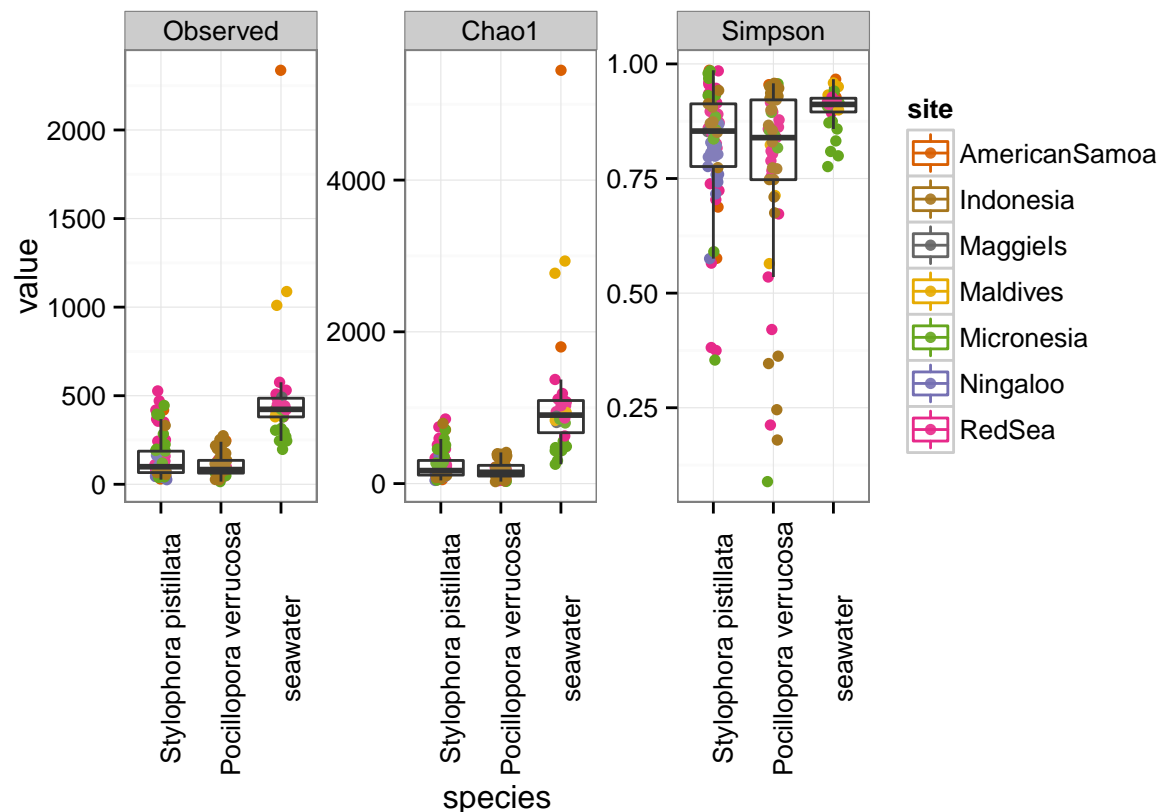 Observed
Chao1
Simpson
value
2000
1500
1000
500
0
4000
2000
0
1.00
0.75
0.50
0.25
Stylophora pistillata
Pocillopora verrucosa
seawater
Stylophora pistillata
Pocillopora verrucosa
seawater
Stylophora pistillata
Pocillopora verrucosa
seawater
species
site
AmericanSamoa
Indonesia
MaggieIs
Maldives
Micronesia
Ningaloo
RedSea